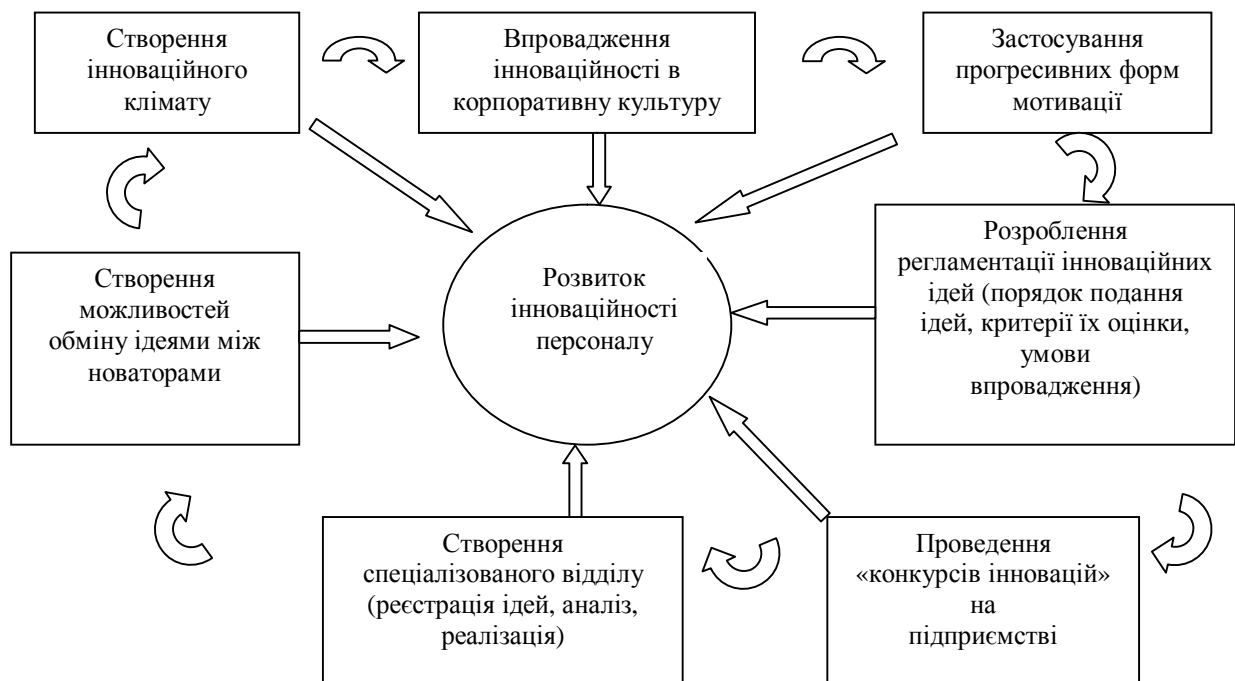 Створення
інноваційного
клімату
Впровадження
інноваційності в
корпоративну культуру
Застосування
прогресивних форм
мотивації
Створення
можливостей
обміну ідеями між
новаторами
Розвиток
інноваційності
персоналу
Розроблення
регламентації інноваційних
ідей (порядок подання
ідей, критерії їх оцінки,
умови
впровадження)
Створення
спеціалізованого відділу
(реєстрація ідей, аналіз,
реалізація)
Проведення
«конкурсів інновацій»
на
підприємстві